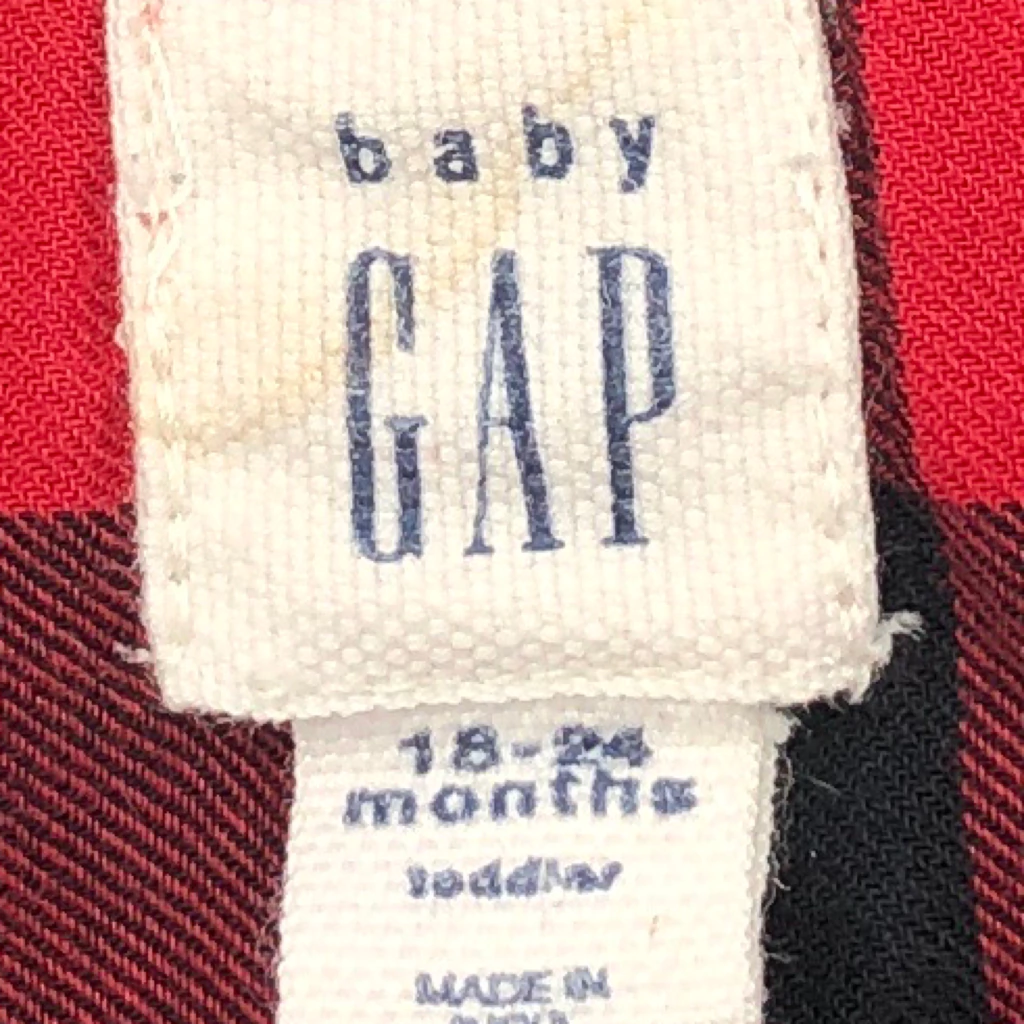 baby
GAP
18-24
months
toddler
MADE IN